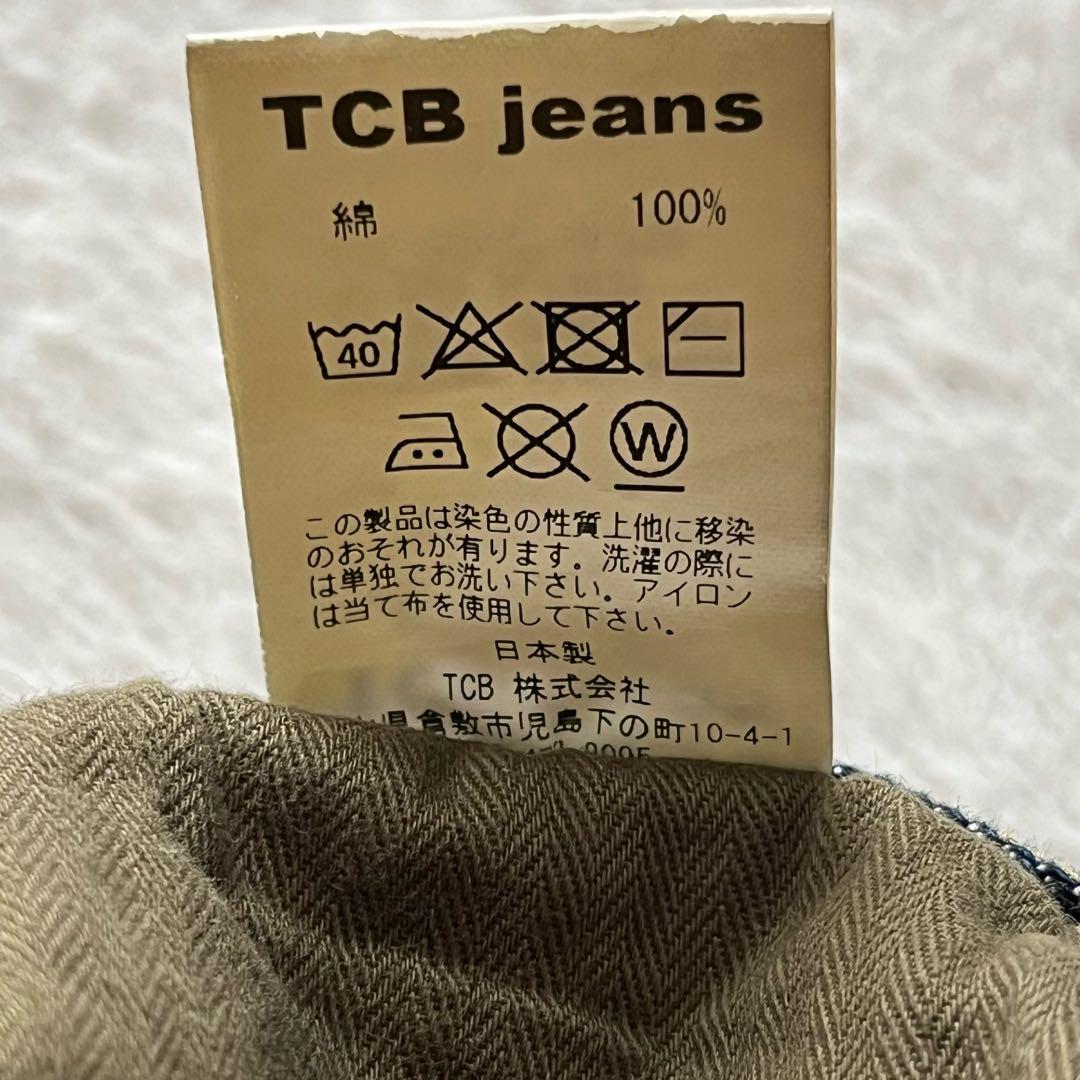 TCB jeans
綿 100%
40
W
この製品は染色の性質上他に移染
のおそれが有ります。洗濯の際に
は単独でお洗い下さい。アイロン
は当て布を使用して下さい。
日本製
TCB 株式会社
県倉敷市児島下の町10-4-1